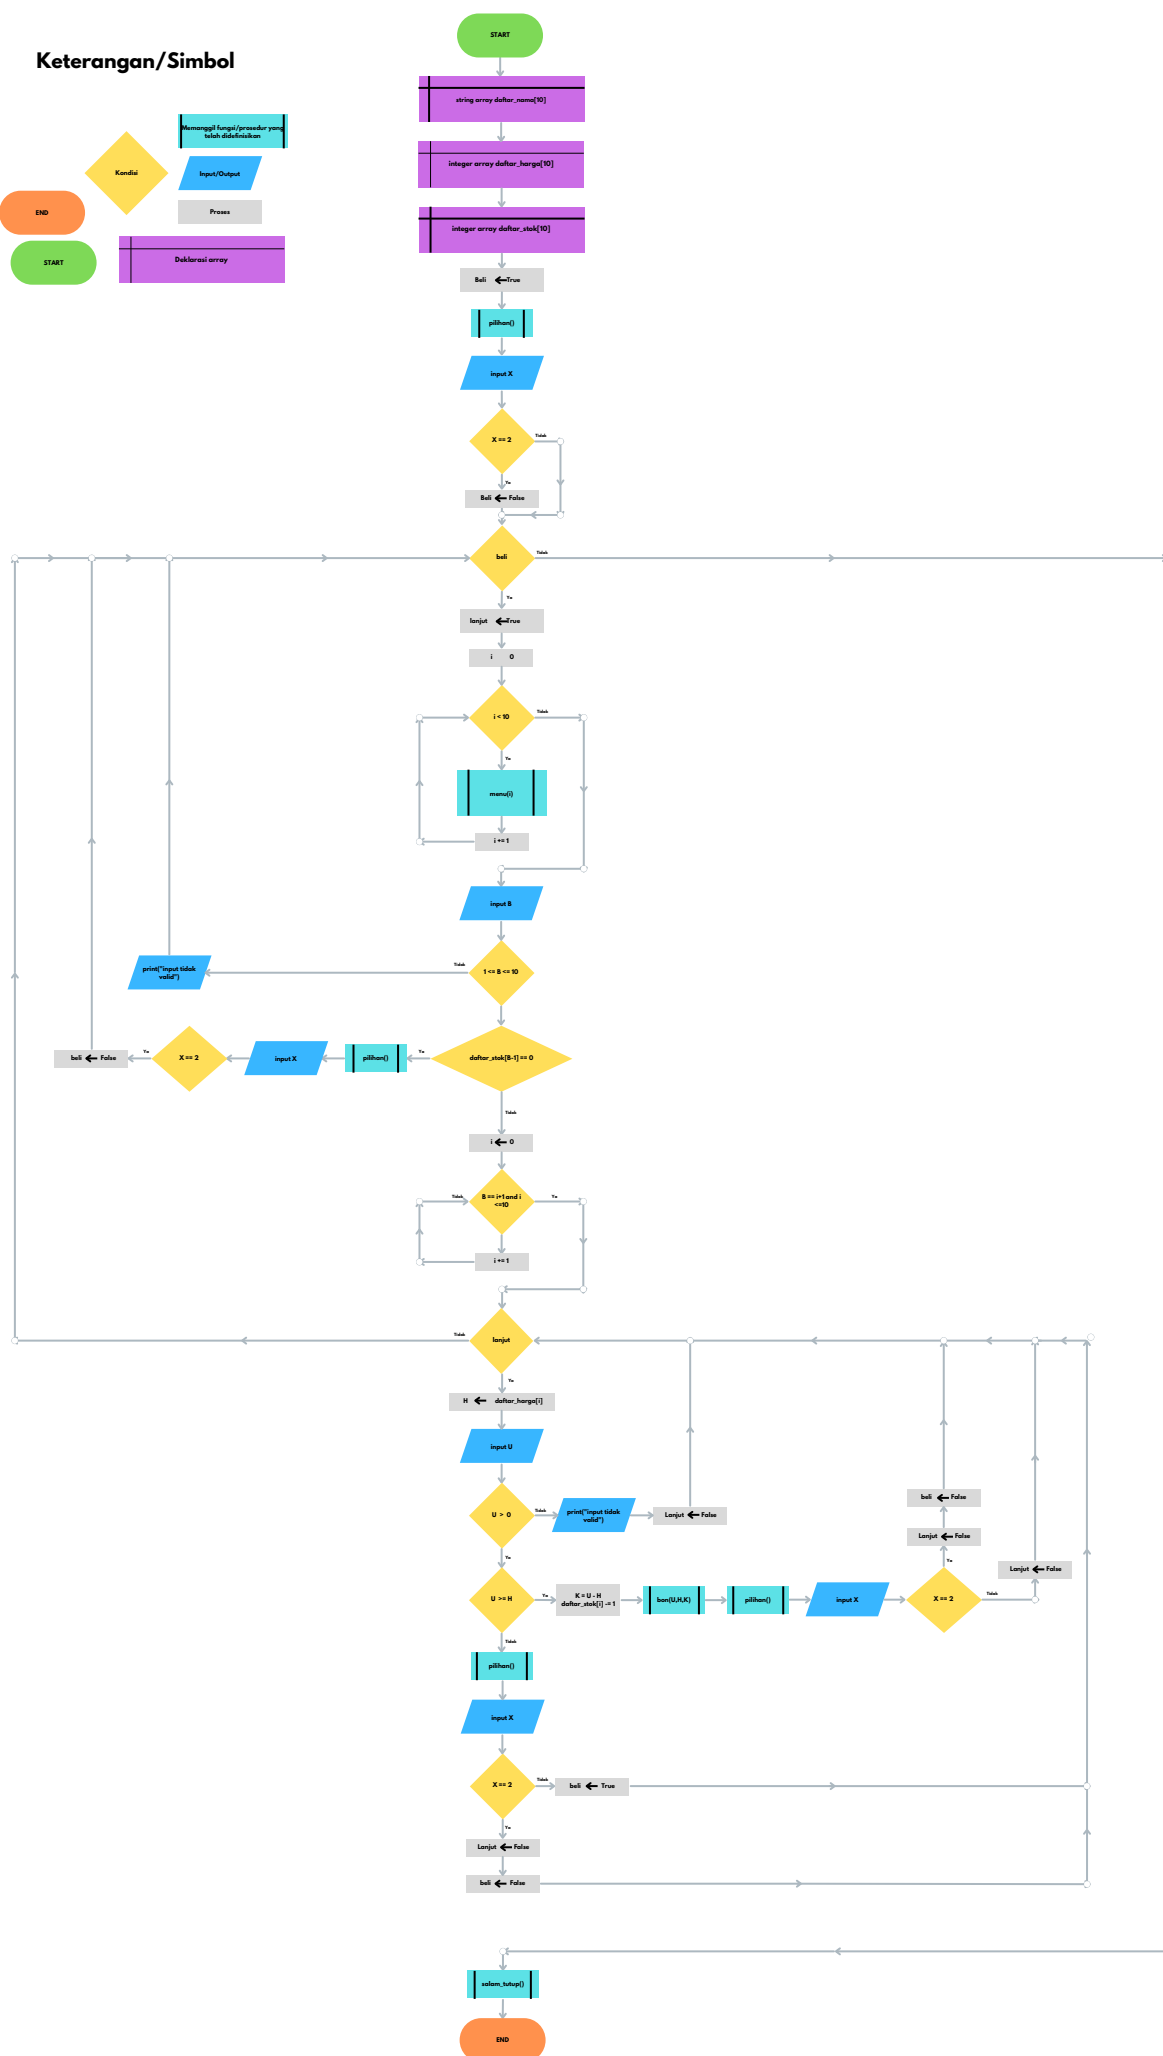 Keterangan/Simbol
Memanggil fungsi/prosedur yang
telah didefinisikan
Kondisi
Input/Output
END
Proses
START
Deklarasi array
START
string array daftar_nama[10]
integer array daftar_harga[10]
integer array daftar_stok[10]
Beli ← True
pilihan()
input X
X == 2
Tidak
Ya
Beli ← False
beli
Tidak
Ya
lanjut ← True
i 0
i < 10
Tidak
Ya
menu(i)
i += 1
input B
1 <= B <= 10
Tidak
print("input tidak
valid")
daftar_stok[B-1] == 0
Ya
pilihan()
input X
X == 2
Ya
beli ← False
Tidak
i ← 0
B == i+1 and i
<=10
Tidak
Ya
i += 1
lanjut
Tidak
Ya
H ← daftar_harga[i]
input U
U > 0
Tidak
print("input tidak
valid")
Lanjut ← False
Ya
U >= H
Ya
K = U - H
daftar_stok[i] -= 1
bon(U,H,K)
pilihan()
input X
X == 2
Ya
Lanjut ← False
beli ← False
Tidak
Lanjut ← False
Tidak
pilihan()
input X
X == 2
Tidak
beli ← True
Ya
Lanjut ← False
beli ← False
salam_tutup()
END